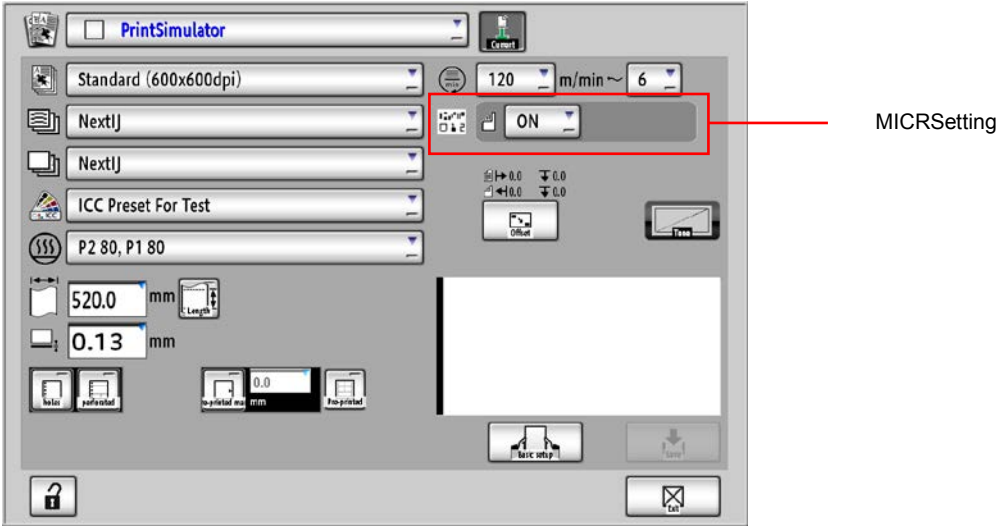 PrintSimulator
Current
Standard (600x600dpi)
120 m/min ~ 6
NextIJ
ON
MICRSetting
NextIJ
0.0 0.0
0.0 0.0
ICC Preset For Test
Offset
Tone
P2 80, P1 80
520.0 mm
Length
0.13 mm
holes
perforated
0.0
mm
Pre-printed
Basic setup
Save
Exit